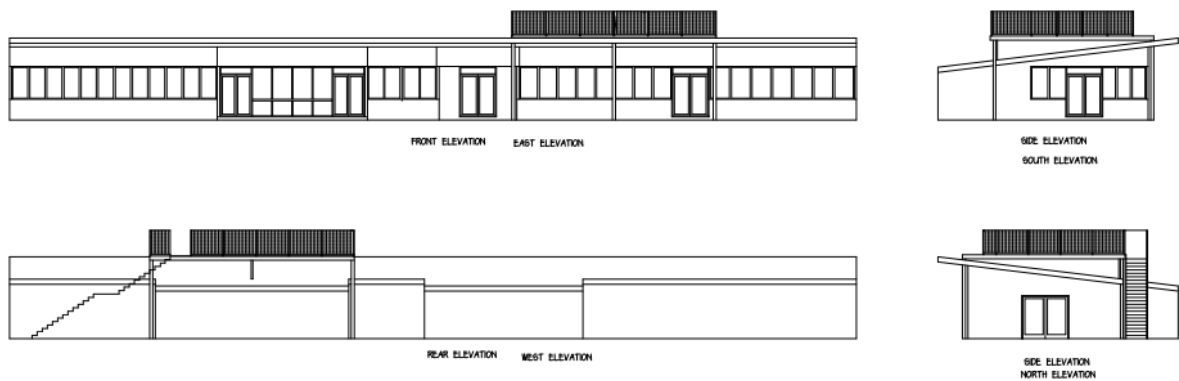 FRONT ELEVATION EAST ELEVATION
SIDE ELEVATION
SOUTH ELEVATION
REAR ELEVATION WEST ELEVATION
SIDE ELEVATION
NORTH ELEVATION